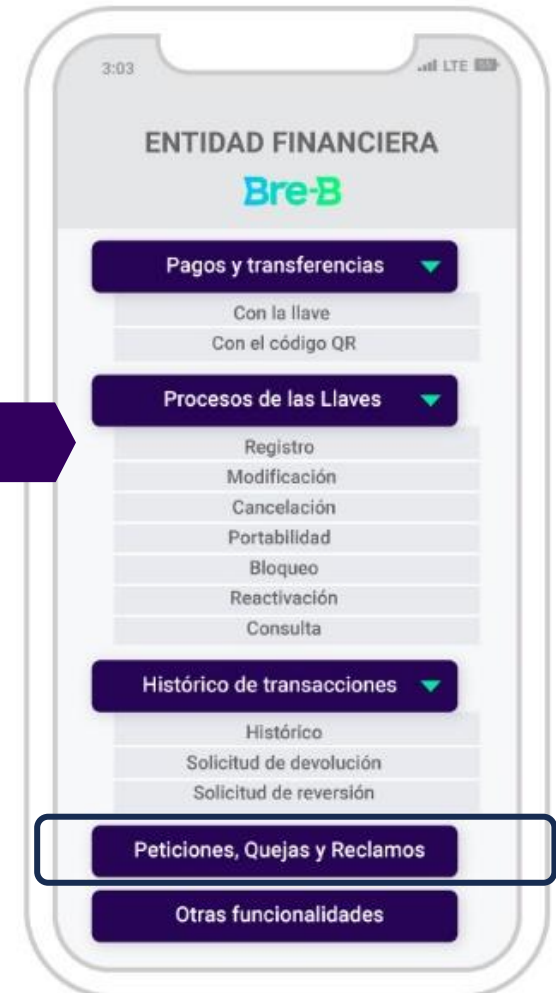 3:03
LTE
ENTIDAD FINANCIERA
Bre-B
Pagos y transferencias
Con la llave
Con el código QR
Procesos de las Llaves
Registro
Modificación
Cancelación
Portabilidad
Bloqueo
Reactivación
Consulta
Histórico de transacciones
Histórico
Solicitud de devolución
Solicitud de reversión
Peticiones, Quejas y Reclamos
Otras funcionalidades